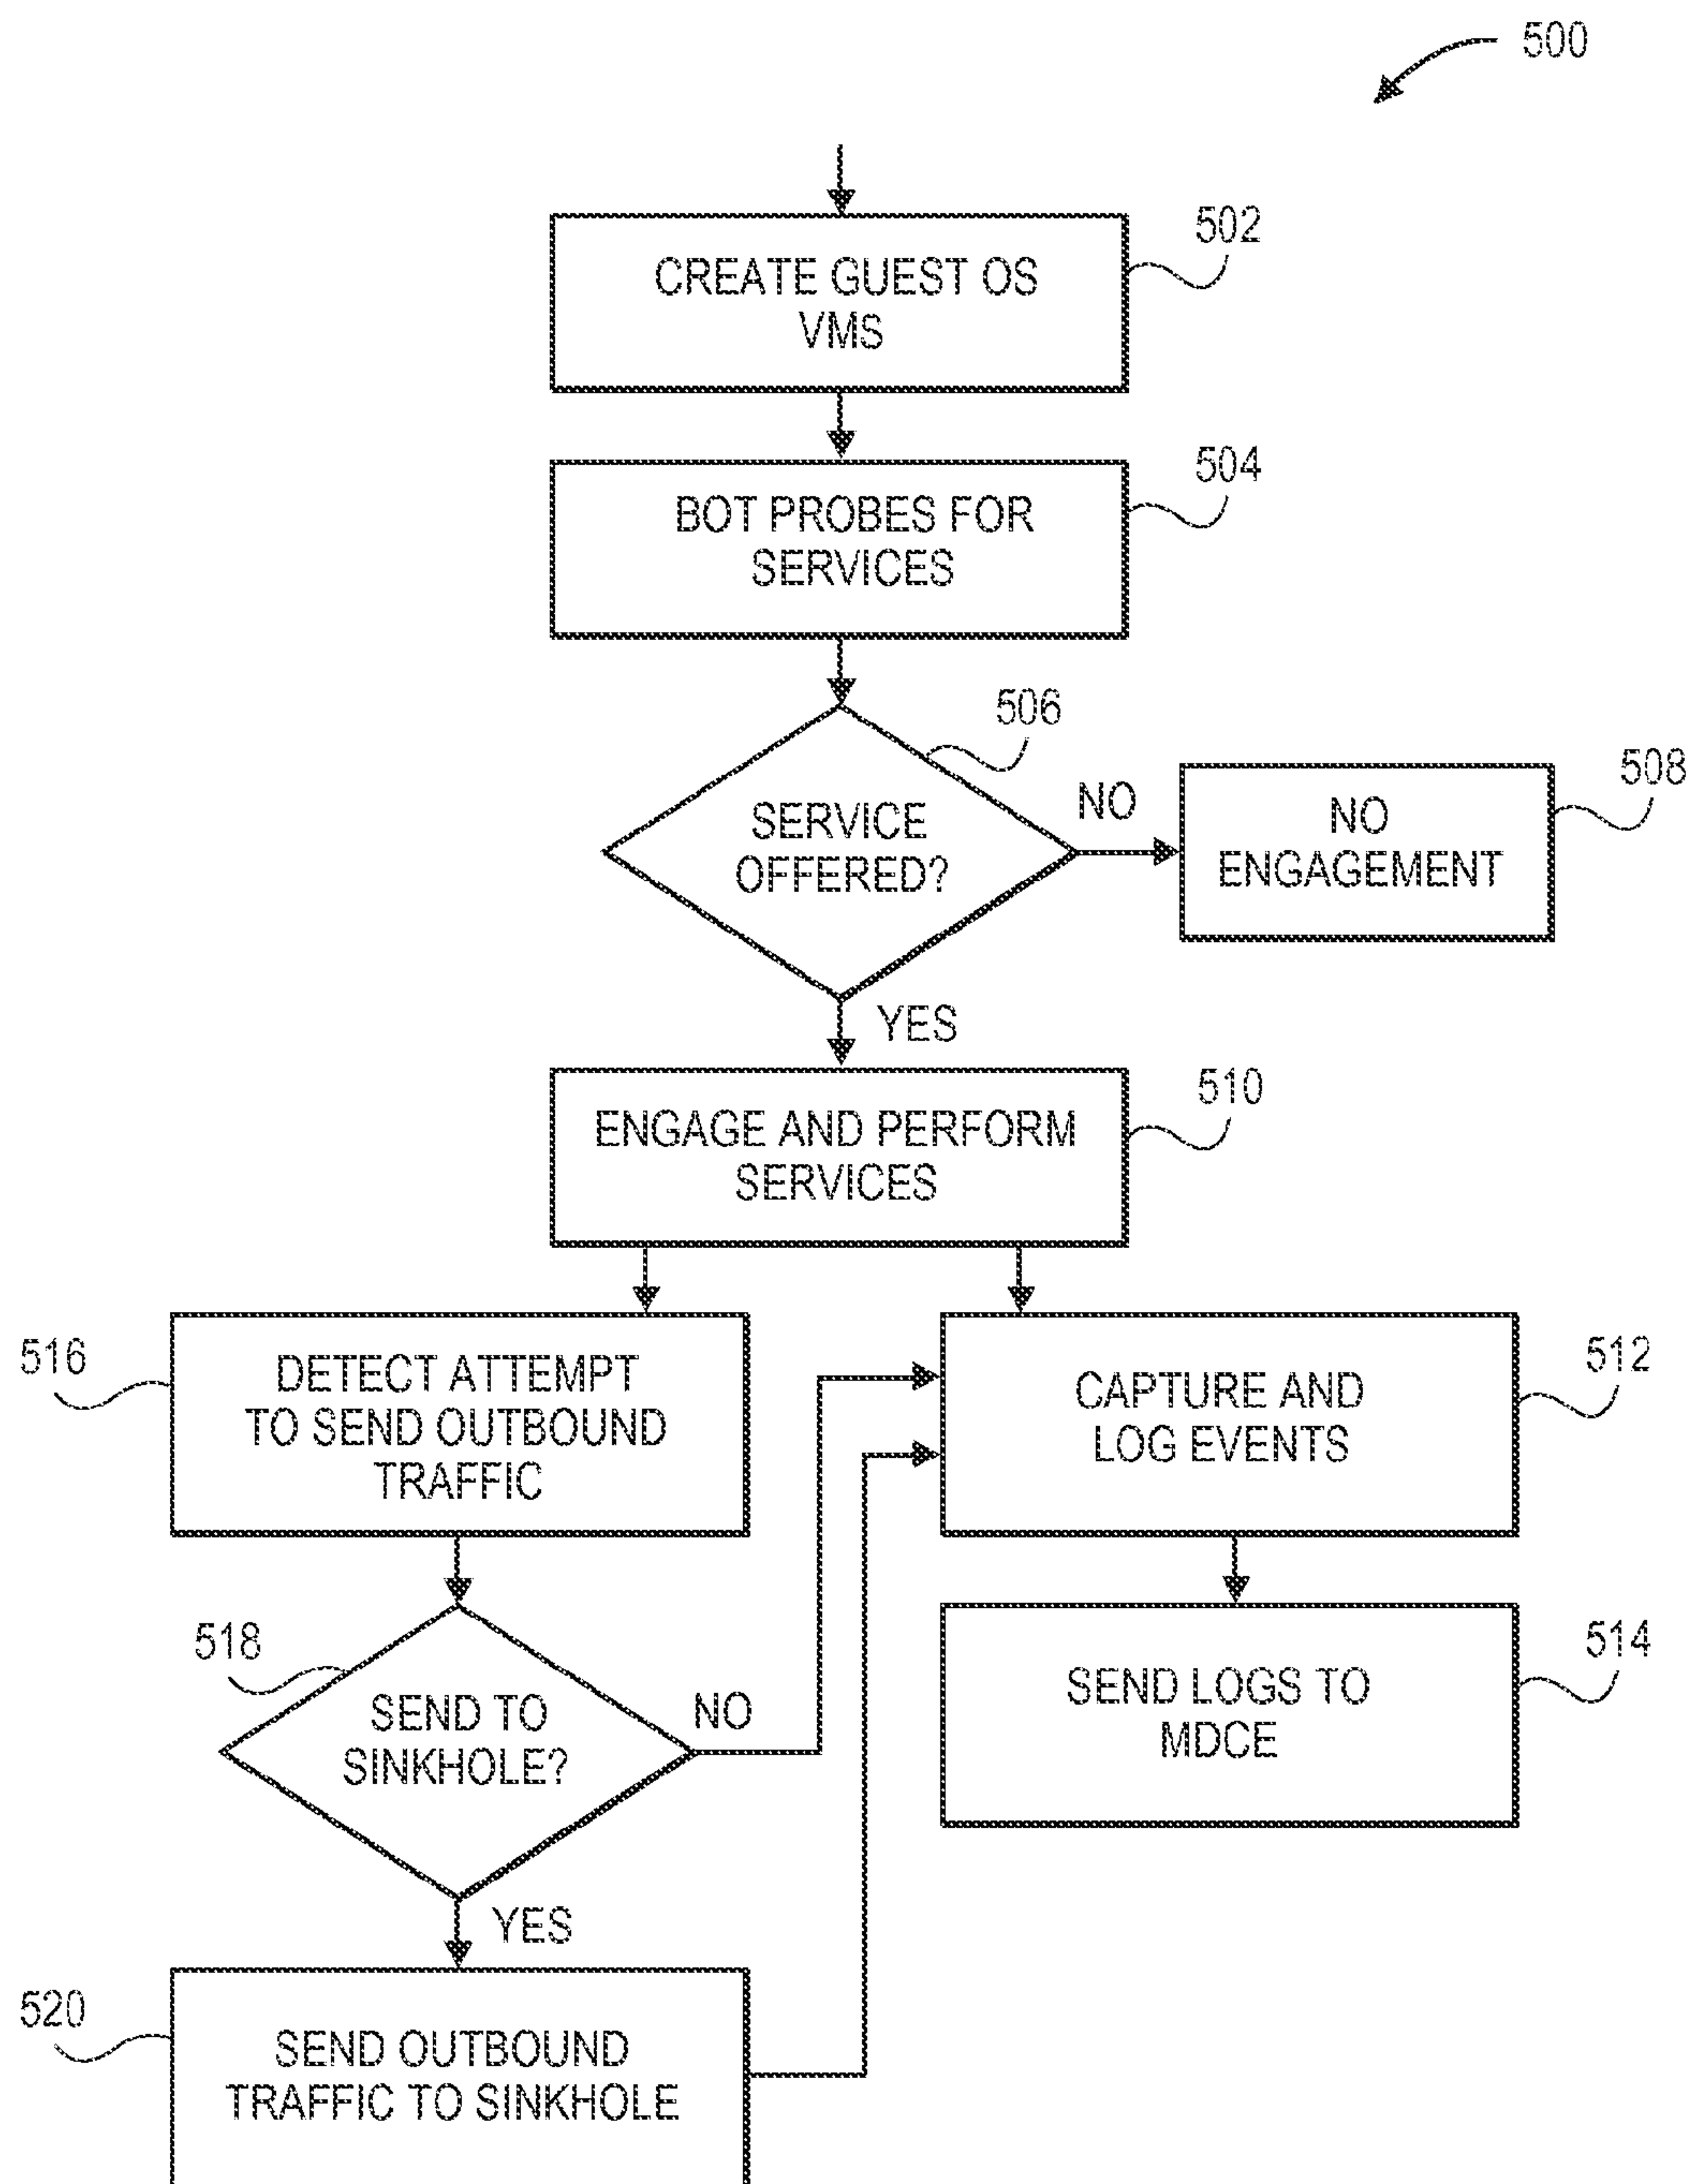 500
502
CREATE GUEST OS
VMS
504
BOT PROBES FOR
SERVICES
506
SERVICE
OFFERED?
NO
508
NO
ENGAGEMENT
YES
510
ENGAGE AND PERFORM
SERVICES
516
DETECT ATTEMPT
TO SEND OUTBOUND
TRAFFIC
512
CAPTURE AND
LOG EVENTS
518
SEND TO
SINKHOLE?
NO
514
SEND LOGS TO
MDCE
YES
520
SEND OUTBOUND
TRAFFIC TO SINKHOLE